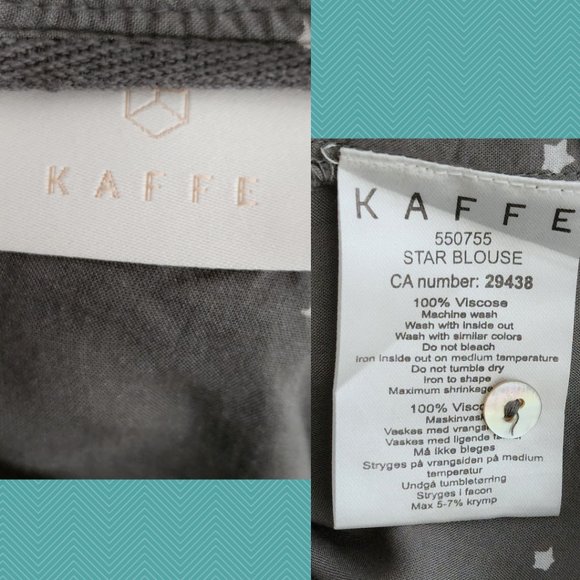 KAFFE
KAFFE
550755
STAR BLOUSE
CA number: 29438
100% Viscose
Machine wash
Wash with inside out
Wash with similar colors
Do not bleach
Iron inside out on medium temperature
Do not tumble dry
Iron to shape
Maximum shrinkage
100%
Vaskes med
Vaskes med ligende
Må ikke bleges
Stryges på vrangsiden på medium
temperatur
Undgå tumbletørring
Stryges i facon
Max 5-7% krymp